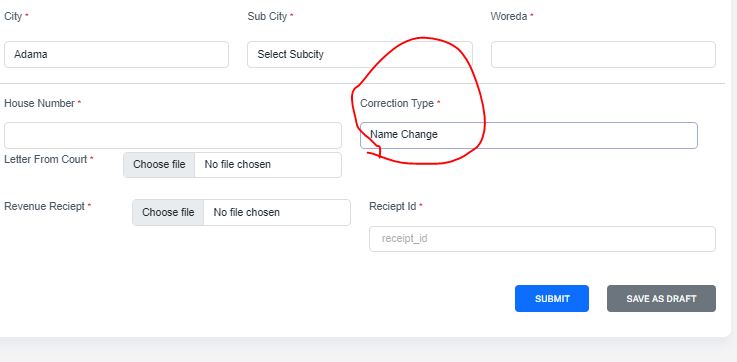 City * Sub City * Woreda *
Adama Select Subcity
House Number * Correction Type *
Name Change
Letter From Court * Choose file No file chosen
Revenue Reciept * Choose file No file chosen Reciept Id *
receipt_id
SUBMIT SAVE AS DRAFT